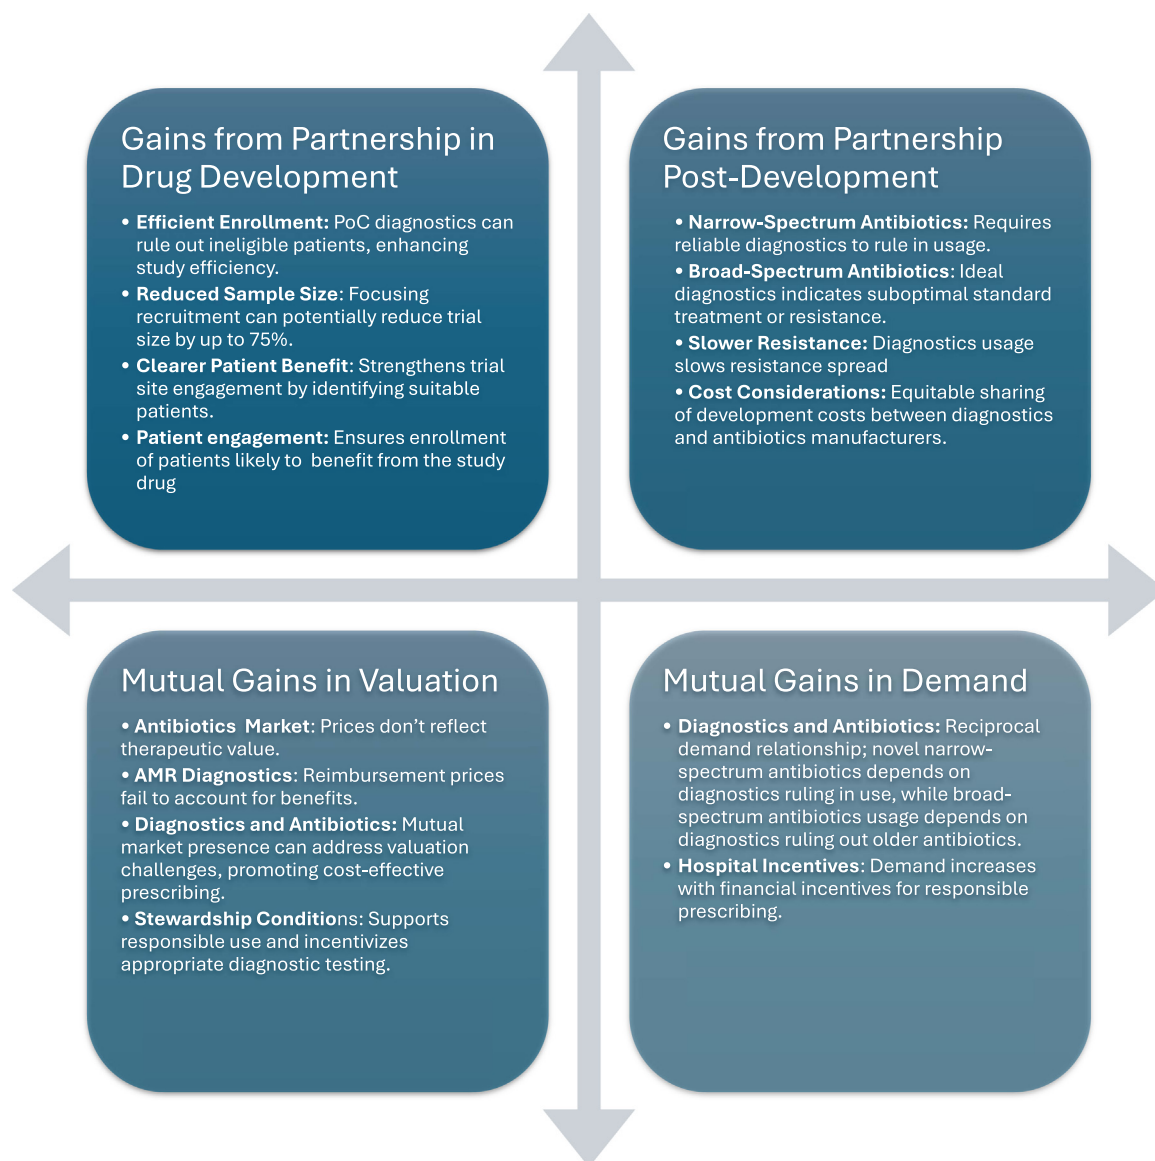 Gains from Partnership in
Drug Development
• Efficient Enrollment: PoC diagnostics can
rule out ineligible patients, enhancing
study efficiency.
• Reduced Sample Size: Focusing
recruitment can potentially reduce trial
size by up to 75%.
• Clearer Patient Benefit: Strengthens trial
site engagement by identifying suitable
patients.
• Patient engagement: Ensures enrollment
of patients likely to benefit from the study
drug
Gains from Partnership
Post-Development
• Narrow-Spectrum Antibiotics: Requires
reliable diagnostics to rule in usage.
• Broad-Spectrum Antibiotics: Ideal
diagnostics indicates suboptimal standard
treatment or resistance.
• Slower Resistance: Diagnostics usage
slows resistance spread
• Cost Considerations: Equitable sharing
of development costs between diagnostics
and antibiotics manufacturers.
Mutual Gains in Valuation
• Antibiotics Market: Prices don’t reflect
therapeutic value.
• AMR Diagnostics: Reimbursement prices
fail to account for benefits.
• Diagnostics and Antibiotics: Mutual
market presence can address valuation
challenges, promoting cost-effective
prescribing.
• Stewardship Conditions: Supports
responsible use and incentivizes
appropriate diagnostic testing.
Mutual Gains in Demand
• Diagnostics and Antibiotics: Reciprocal
demand relationship; novel narrow-
spectrum antibiotics depends on
diagnostics ruling in use, while broad-
spectrum antibiotics usage depends on
diagnostics ruling out older antibiotics.
• Hospital Incentives: Demand increases
with financial incentives for responsible
prescribing.